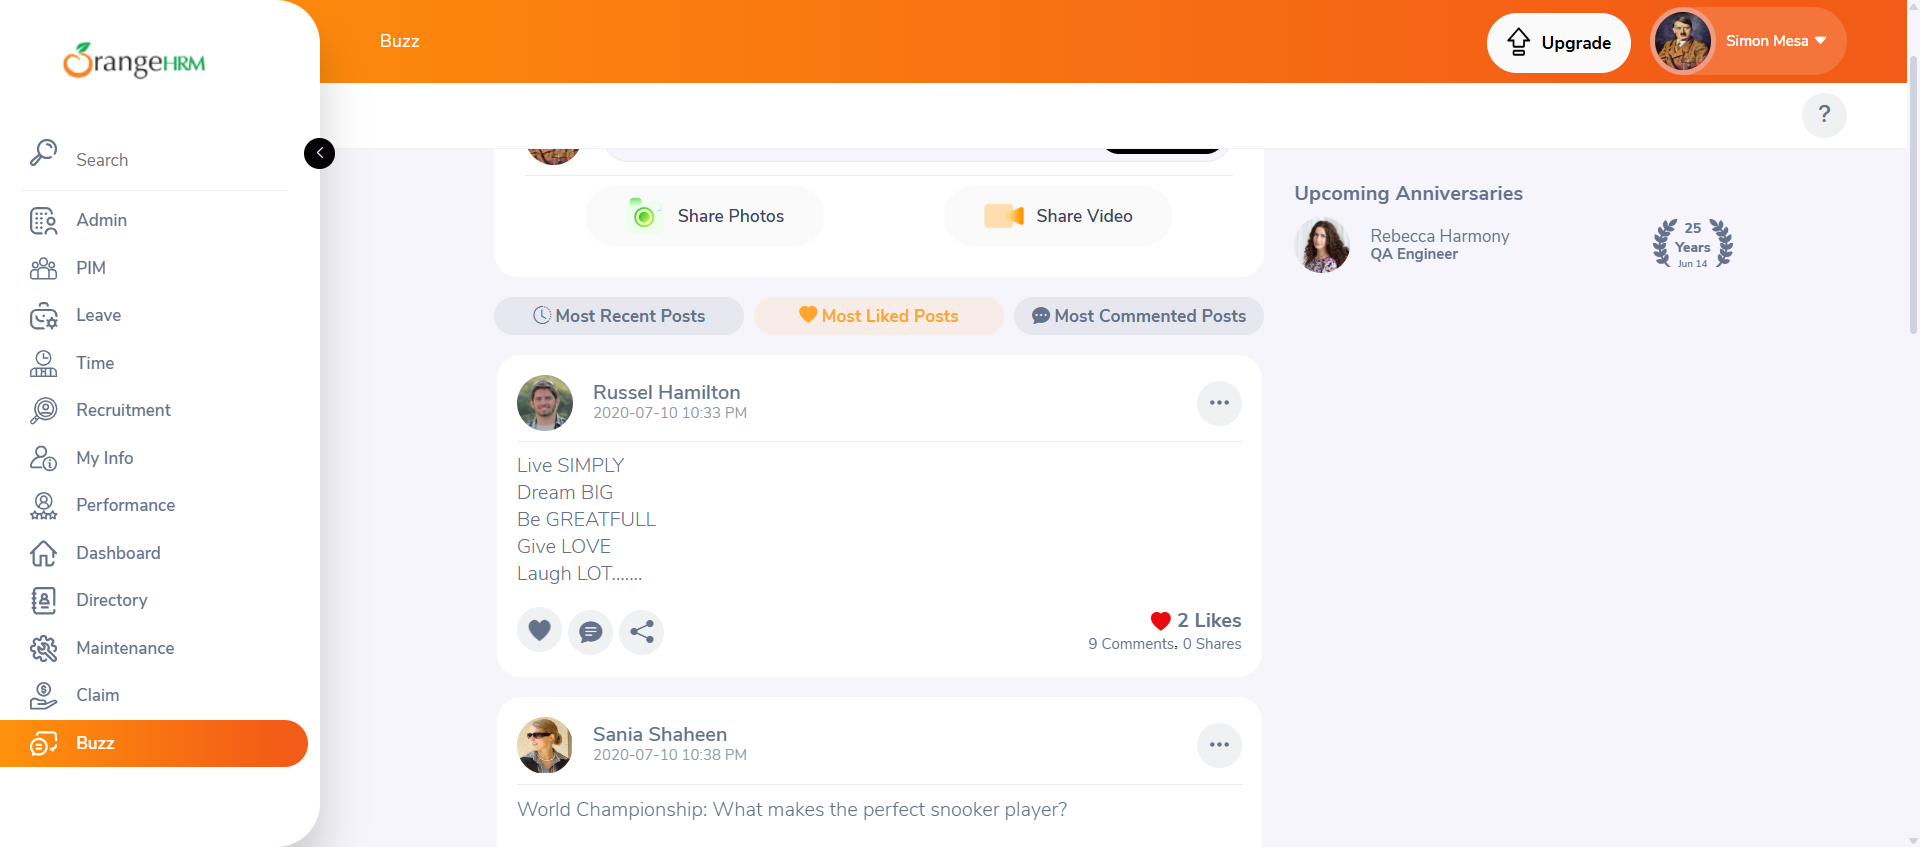 OrangeHRM
Buzz
Upgrade
Simon Mesa
?
Search
Admin
PIM
Leave
Time
Recruitment
My Info
Performance
Dashboard
Directory
Maintenance
Claim
Buzz
Share Photos
Share Video
Most Recent Posts
Most Liked Posts
Most Commented Posts
Russel Hamilton
2020-07-10 10:33 PM
Live SIMPLY
Dream BIG
Be GREATFULL
Give LOVE
Laugh LOT.......
2 Likes
9 Comments, 0 Shares
Sania Shaheen
2020-07-10 10:38 PM
World Championship: What makes the perfect snooker player?
Upcoming Anniversaries
Rebecca Harmony
QA Engineer
25
Years
Jun 14